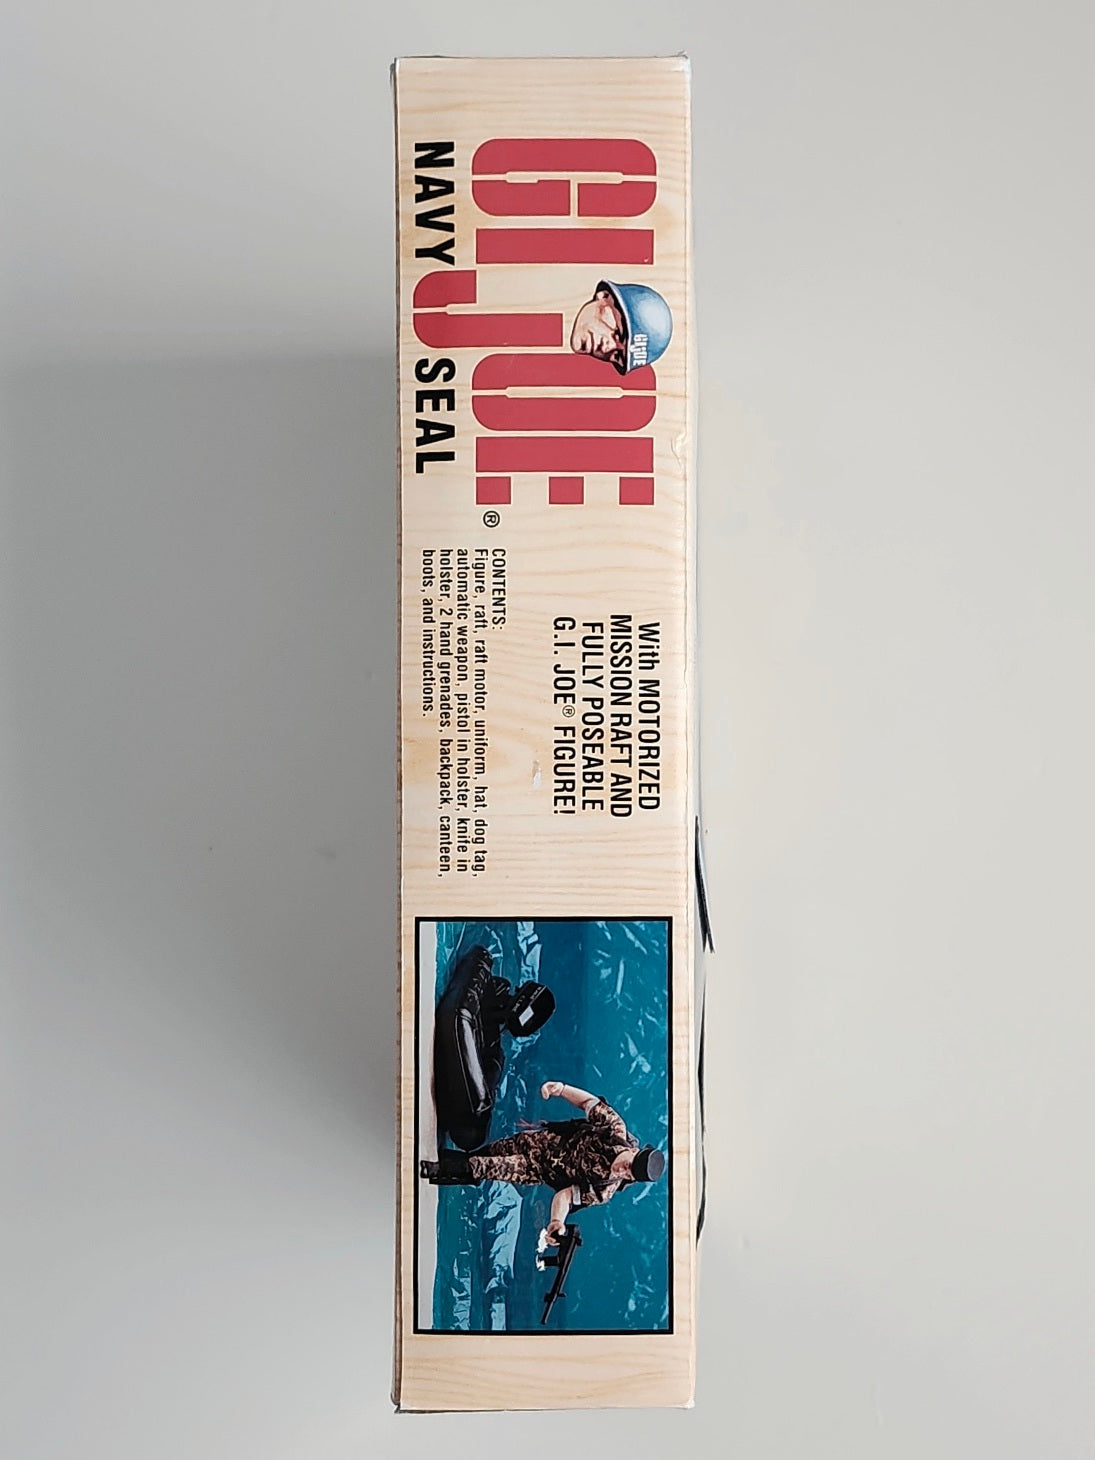 GI JOE®
GI JOE
NAVY SEAL
With MOTORIZED
MISSION RAFT AND
FULLY POSEABLE
G.I. JOE® FIGURE!
CONTENTS:
Figure, raft, raft motor, uniform, hat, dog tag,
automatic weapon, pistol in holster, knife in
holster, 2 hand grenades, backpack, canteen,
boots, and instructions.